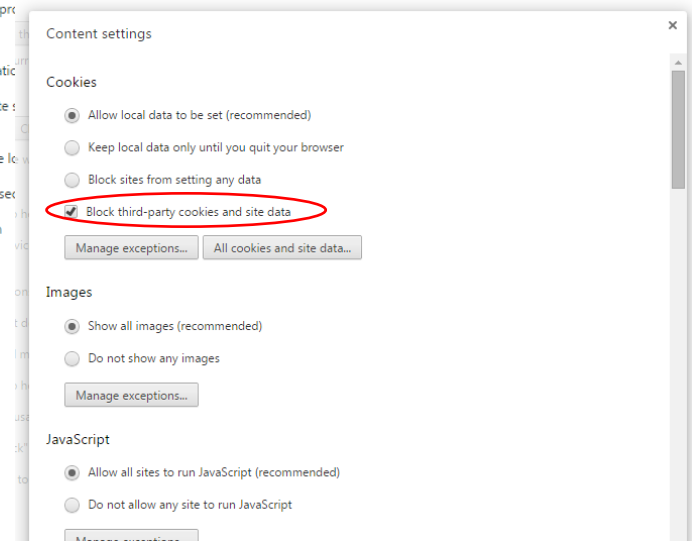 Content settings
Cookies
Allow local data to be set (recommended)
Keep local data only until you quit your browser
Block sites from setting any data
Block third-party cookies and site data
Manage exceptions... All cookies and site data...
Images
Show all images (recommended)
Do not show any images
Manage exceptions...
JavaScript
Allow all sites to run JavaScript (recommended)
Do not allow any site to run JavaScript
Manage exceptions...